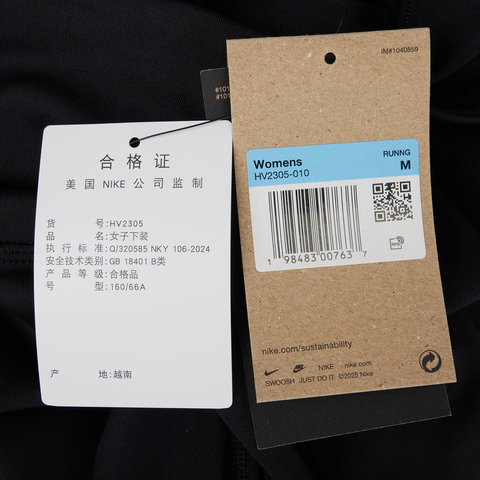 IM#1040859
#101
#101
合格证
美国 NIKE 公司监制
货 号:HV2305
品 名:女子下装
执行标准:Q/320585 NKY 106-2024
安全技术类别:GB 18401 B类
产品等级:合格品
号 型:160/66A
产 地:越南
Womens
HV2305-010
RUNNG
M
1 98483 00763 7
nike.com/sustainability
NIKE nike.com
SWOOSH JUST DO IT ©2025 Nike